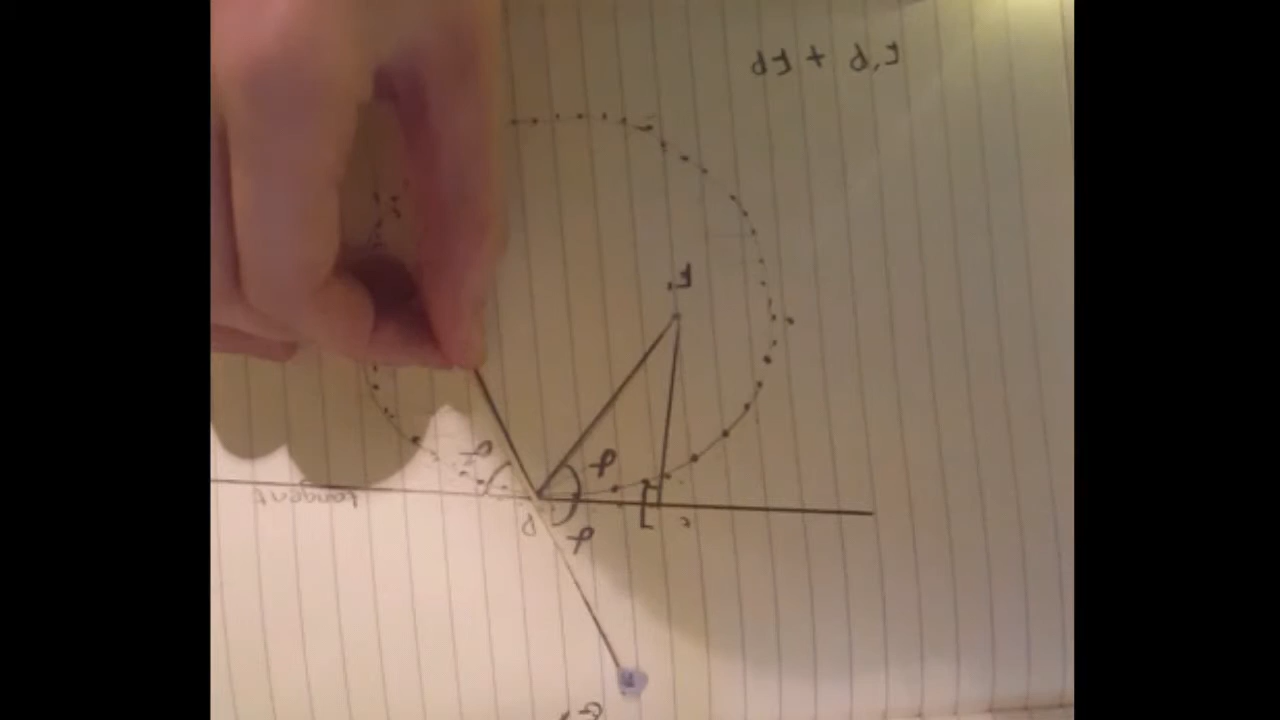 α
P
tangent
α
α
F'
F'P + FP